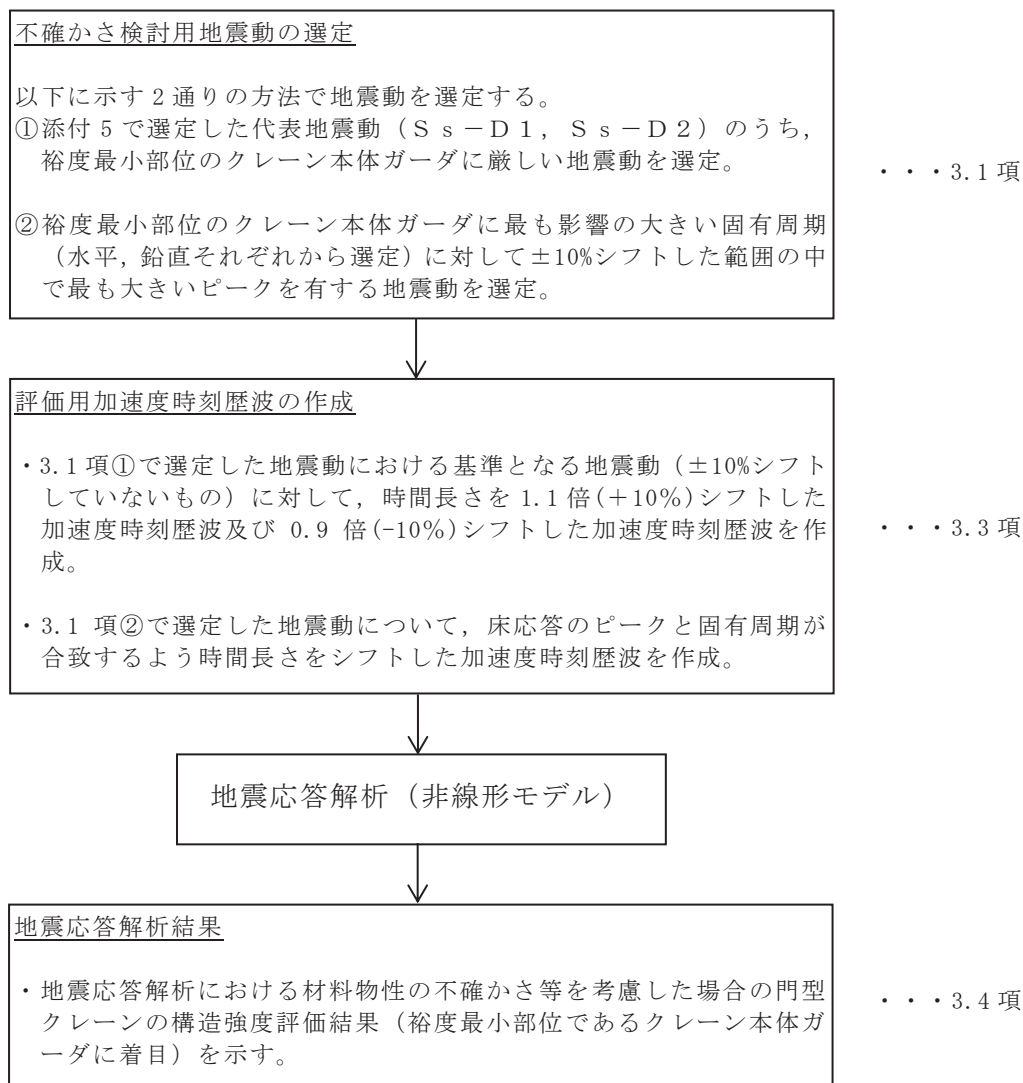 不確かさ検討用地震動の選定
以下に示す2通りの方法で地震動を選定する。
①添付5で選定した代表地震動（Ｓｓ－Ｄ１，Ｓｓ－Ｄ２）のうち，
裕度最小部位のクレーン本体ガーダに厳しい地震動を選定。
・・・3.1項
②裕度最小部位のクレーン本体ガーダに最も影響の大きい固有周期
（水平，鉛直それぞれから選定）に対して±10%シフトした範囲の中
で最も大きいピークを有する地震動を選定。
評価用加速度時刻歴波の作成
・3.1項①で選定した地震動における基準となる地震動（±10%シフト
していないもの）に対して，時間長さを1.1倍(＋10％)シフトした
加速度時刻歴波及び 0.9 倍(-10％)シフトした加速度時刻歴波を作
成。
・・・3.3項
・3.1 項②で選定した地震動について，床応答のピークと固有周期が
合致するよう時間長さをシフトした加速度時刻歴波を作成。
地震応答解析（非線形モデル）
地震応答解析結果
・地震応答解析における材料物性の不確かさ等を考慮した場合の門型
クレーンの構造強度評価結果（裕度最小部位であるクレーン本体ガ
ーダに着目）を示す。
・・・3.4項